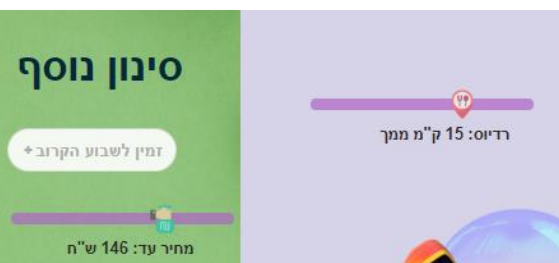 סינון נוסף
רדיוס: 15 ק"מ ממך
זמין לשבוע הקרוב +
מחיר עד: 146 ש"ח